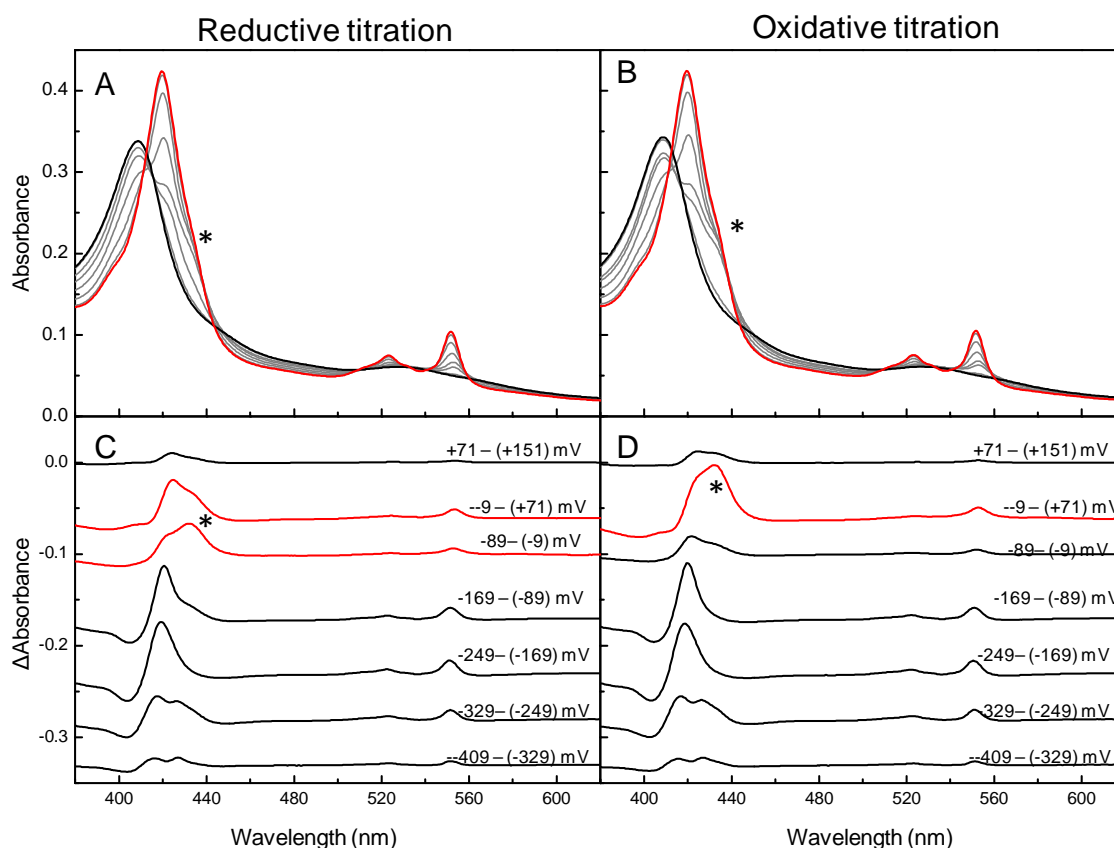 Reductive titration
Oxidative titration
A
B
0.4
0.3
0.2
0.1
0.0
Absorbance
*
*
C
D
0.0
-0.1
-0.2
-0.3
ΔAbsorbance
+71 – (+151) mV
--9 – (+71) mV
-89 – (-9) mV
-169 – (-89) mV
-249 – (-169) mV
-329 – (-249) mV
--409 – (-329) mV
*
+71 – (+151) mV
--9 – (+71) mV
-89 – (-9) mV
-169 – (-89) mV
-249 – (-169) mV
-329 – (-249) mV
--409 – (-329) mV
*
400 440 480 520 560 600
400 440 480 520 560 600
Wavelength (nm)
Wavelength (nm)